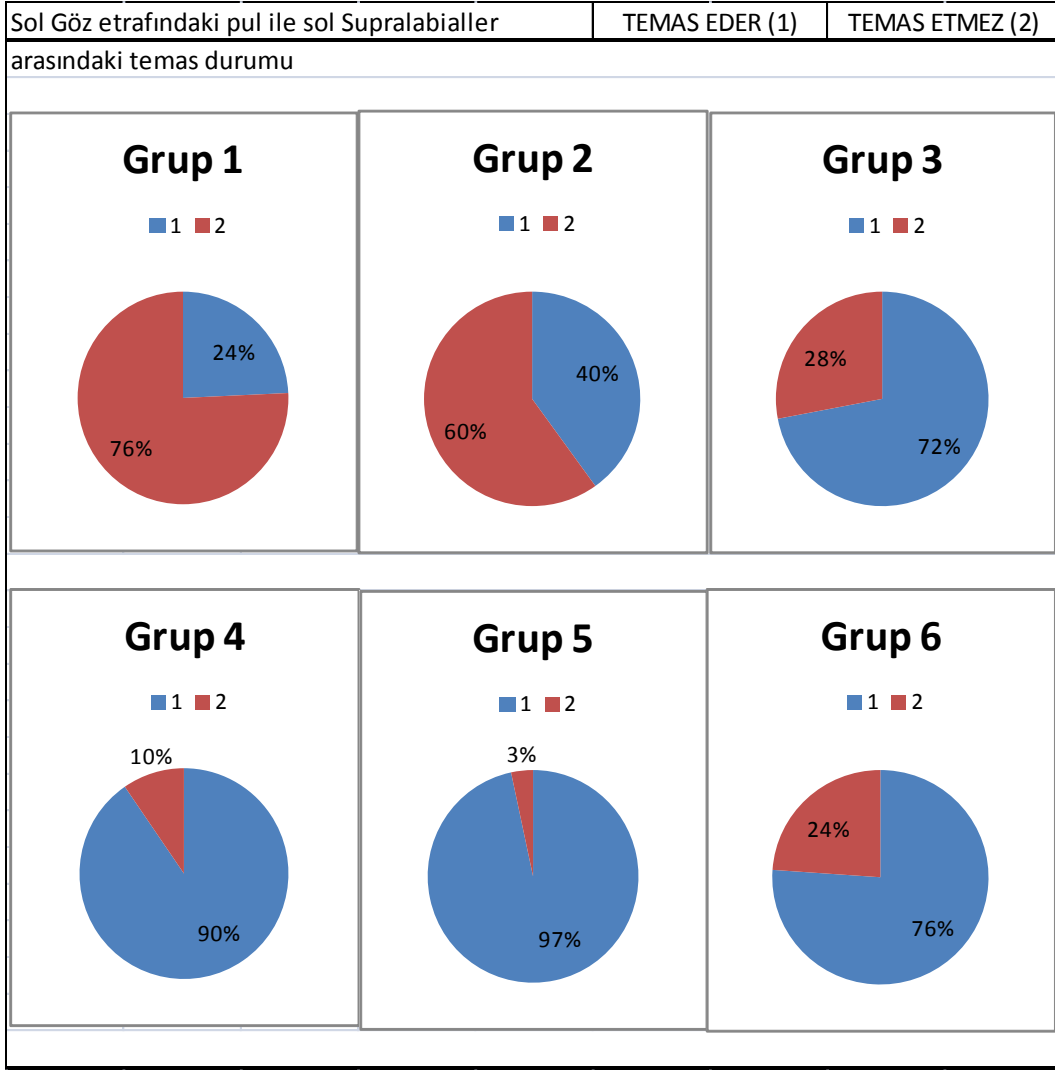 Sol Göz etrafındaki pul ile sol Supralabialler TEMAS EDER (1) TEMAS ETMEZ (2)
arasındaki temas durumu
Grup 1
1 2
24%
76%
Grup 2
1 2
40%
60%
Grup 3
1 2
28%
72%
Grup 4
1 2
10%
90%
Grup 5
1 2
3%
97%
Grup 6
1 2
24%
76%